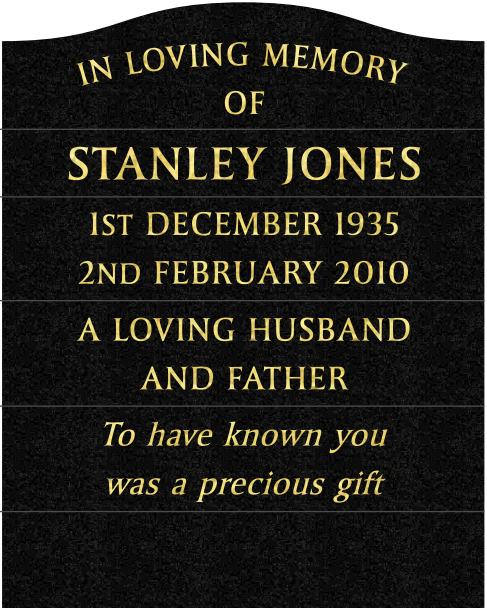 IN LOVING MEMORY
OF
STANLEY JONES
1ST DECEMBER 1935
2ND FEBRUARY 2010
A LOVING HUSBAND
AND FATHER
To have known you
was a precious gift